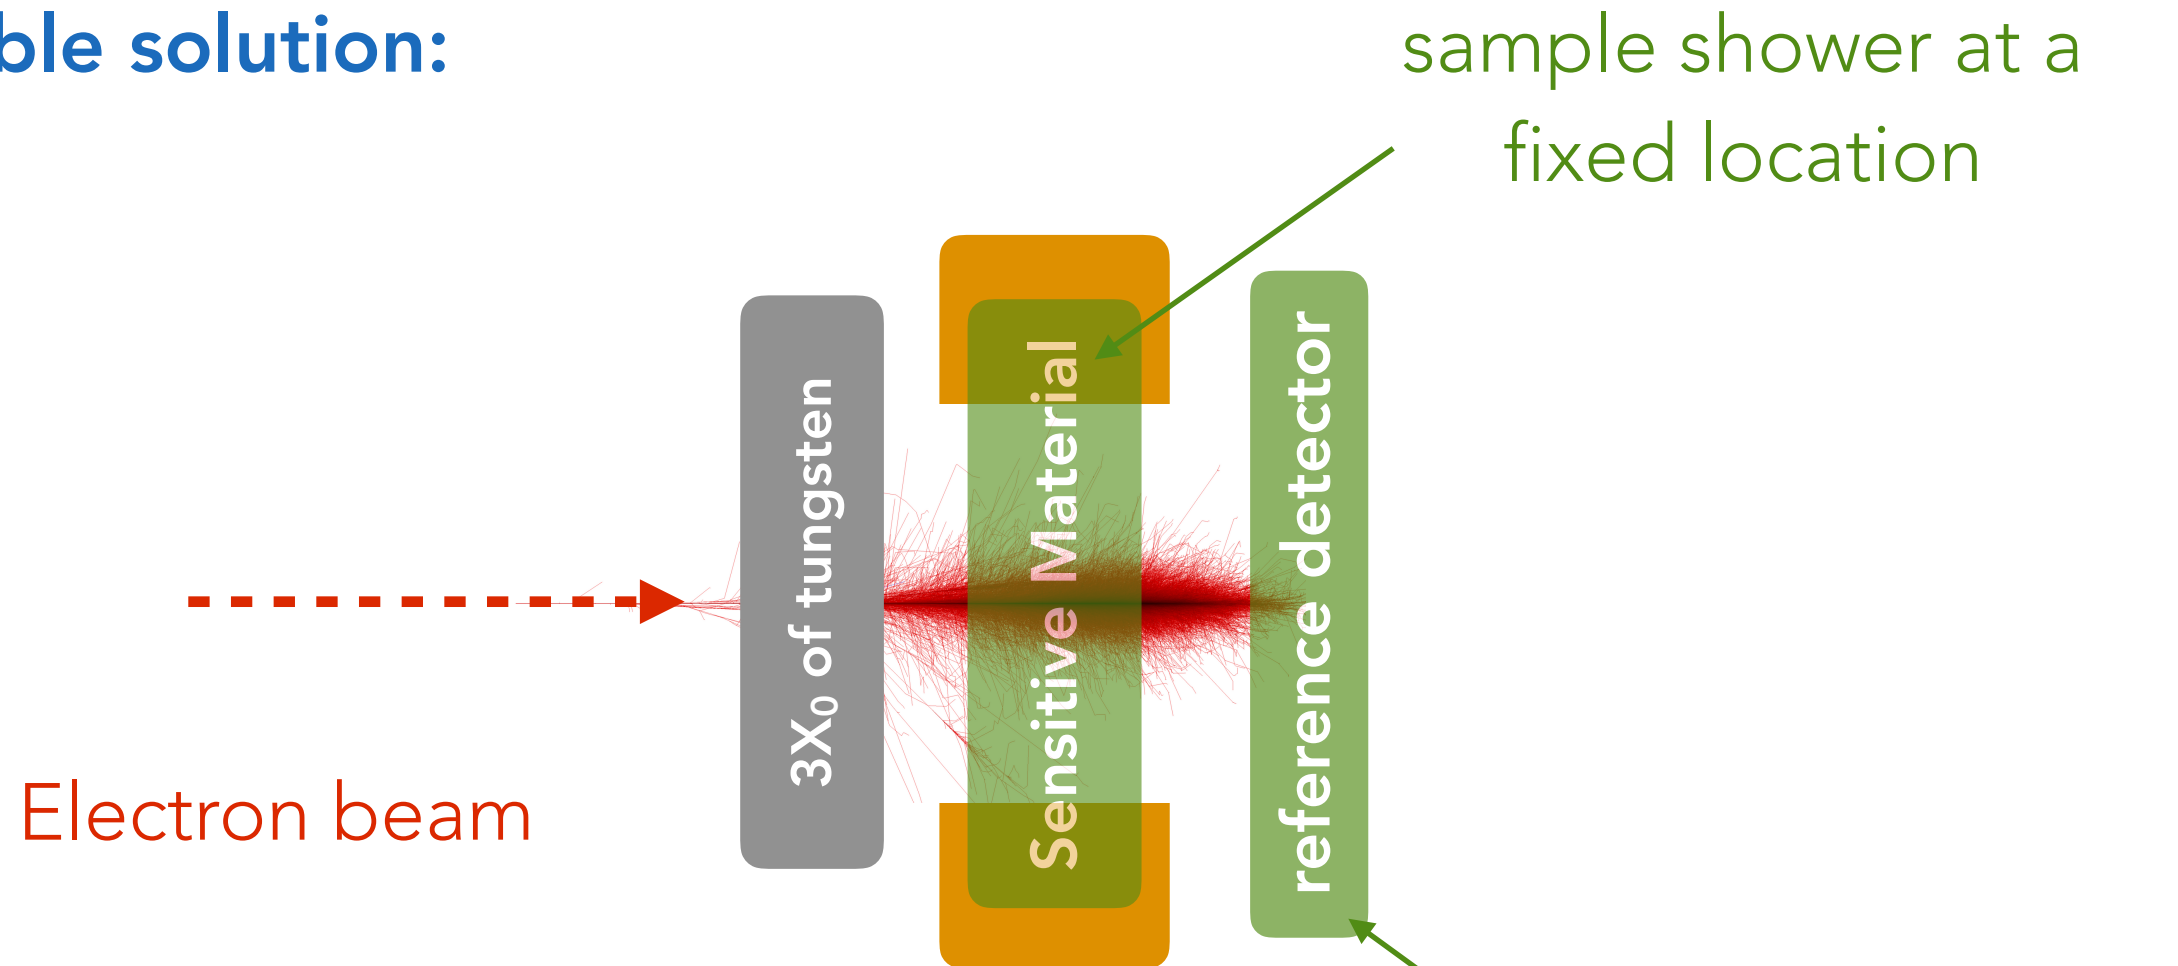 ble solution:
sample shower at a
fixed location
3X₀ of tungsten
Sensitive Material
reference detector
Electron beam